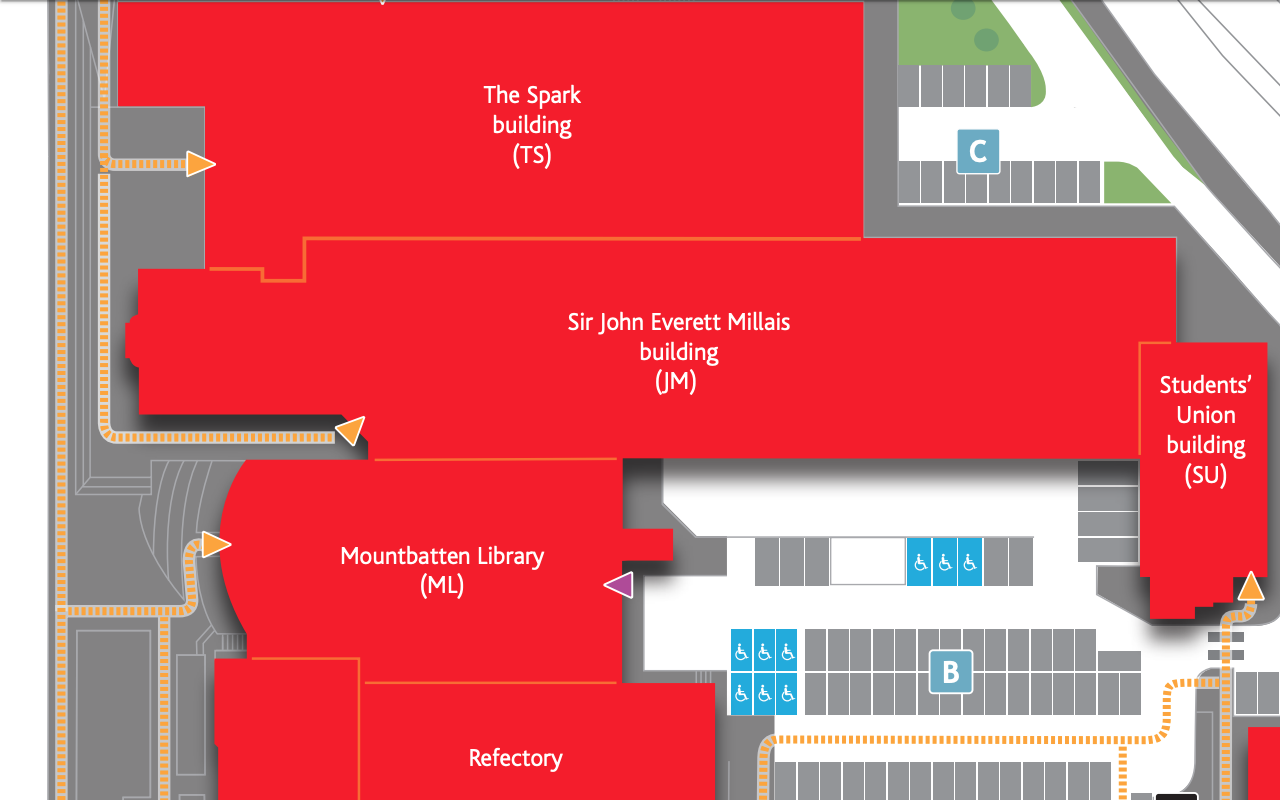 The Spark
building
(TS)
C
Sir John Everett Millais
building
(JM)
Students’
Union
building
(SU)
Mountbatten Library
(ML)
B
Refectory